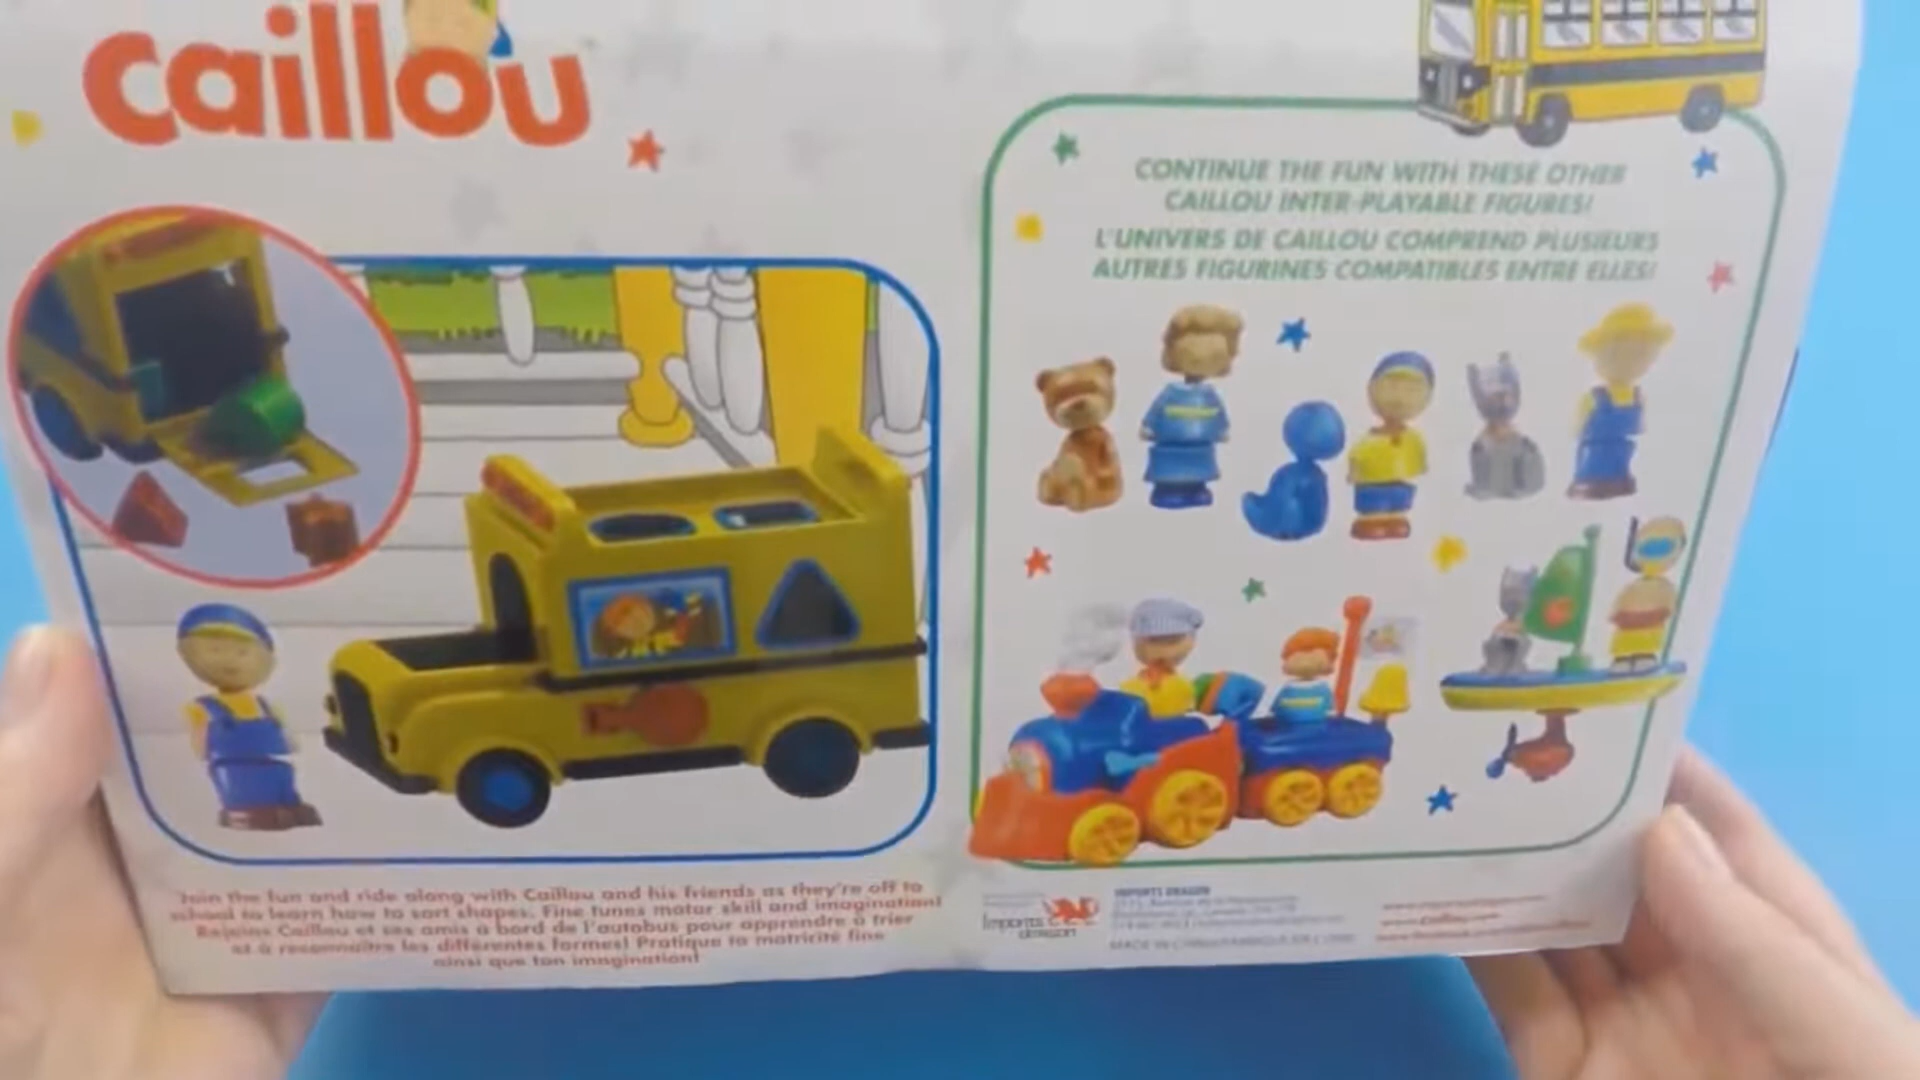 caillou
CONTINUE THE FUN WITH THESE OTHER
CAILLOU INTER-PLAYABLE FIGURES!
L'UNIVERS DE CAILLOU COMPREND PLUSIEURS
AUTRES FIGURINES COMPATIBLES ENTRE ELLES!
Join the fun and ride along with Caillou and his friends as they're off to
school to learn how to sort shapes. Fine tunes motor skill and imagination!
Rejoins Caillou et ses amis à bord de l'autobus pour apprendre à trier
et à reconnaître les différentes formes! Pratique ta motricité fine
ainsi que ton imagination!
Imports
dragon
IMPORTS DRAGON
MADE IN CHINA